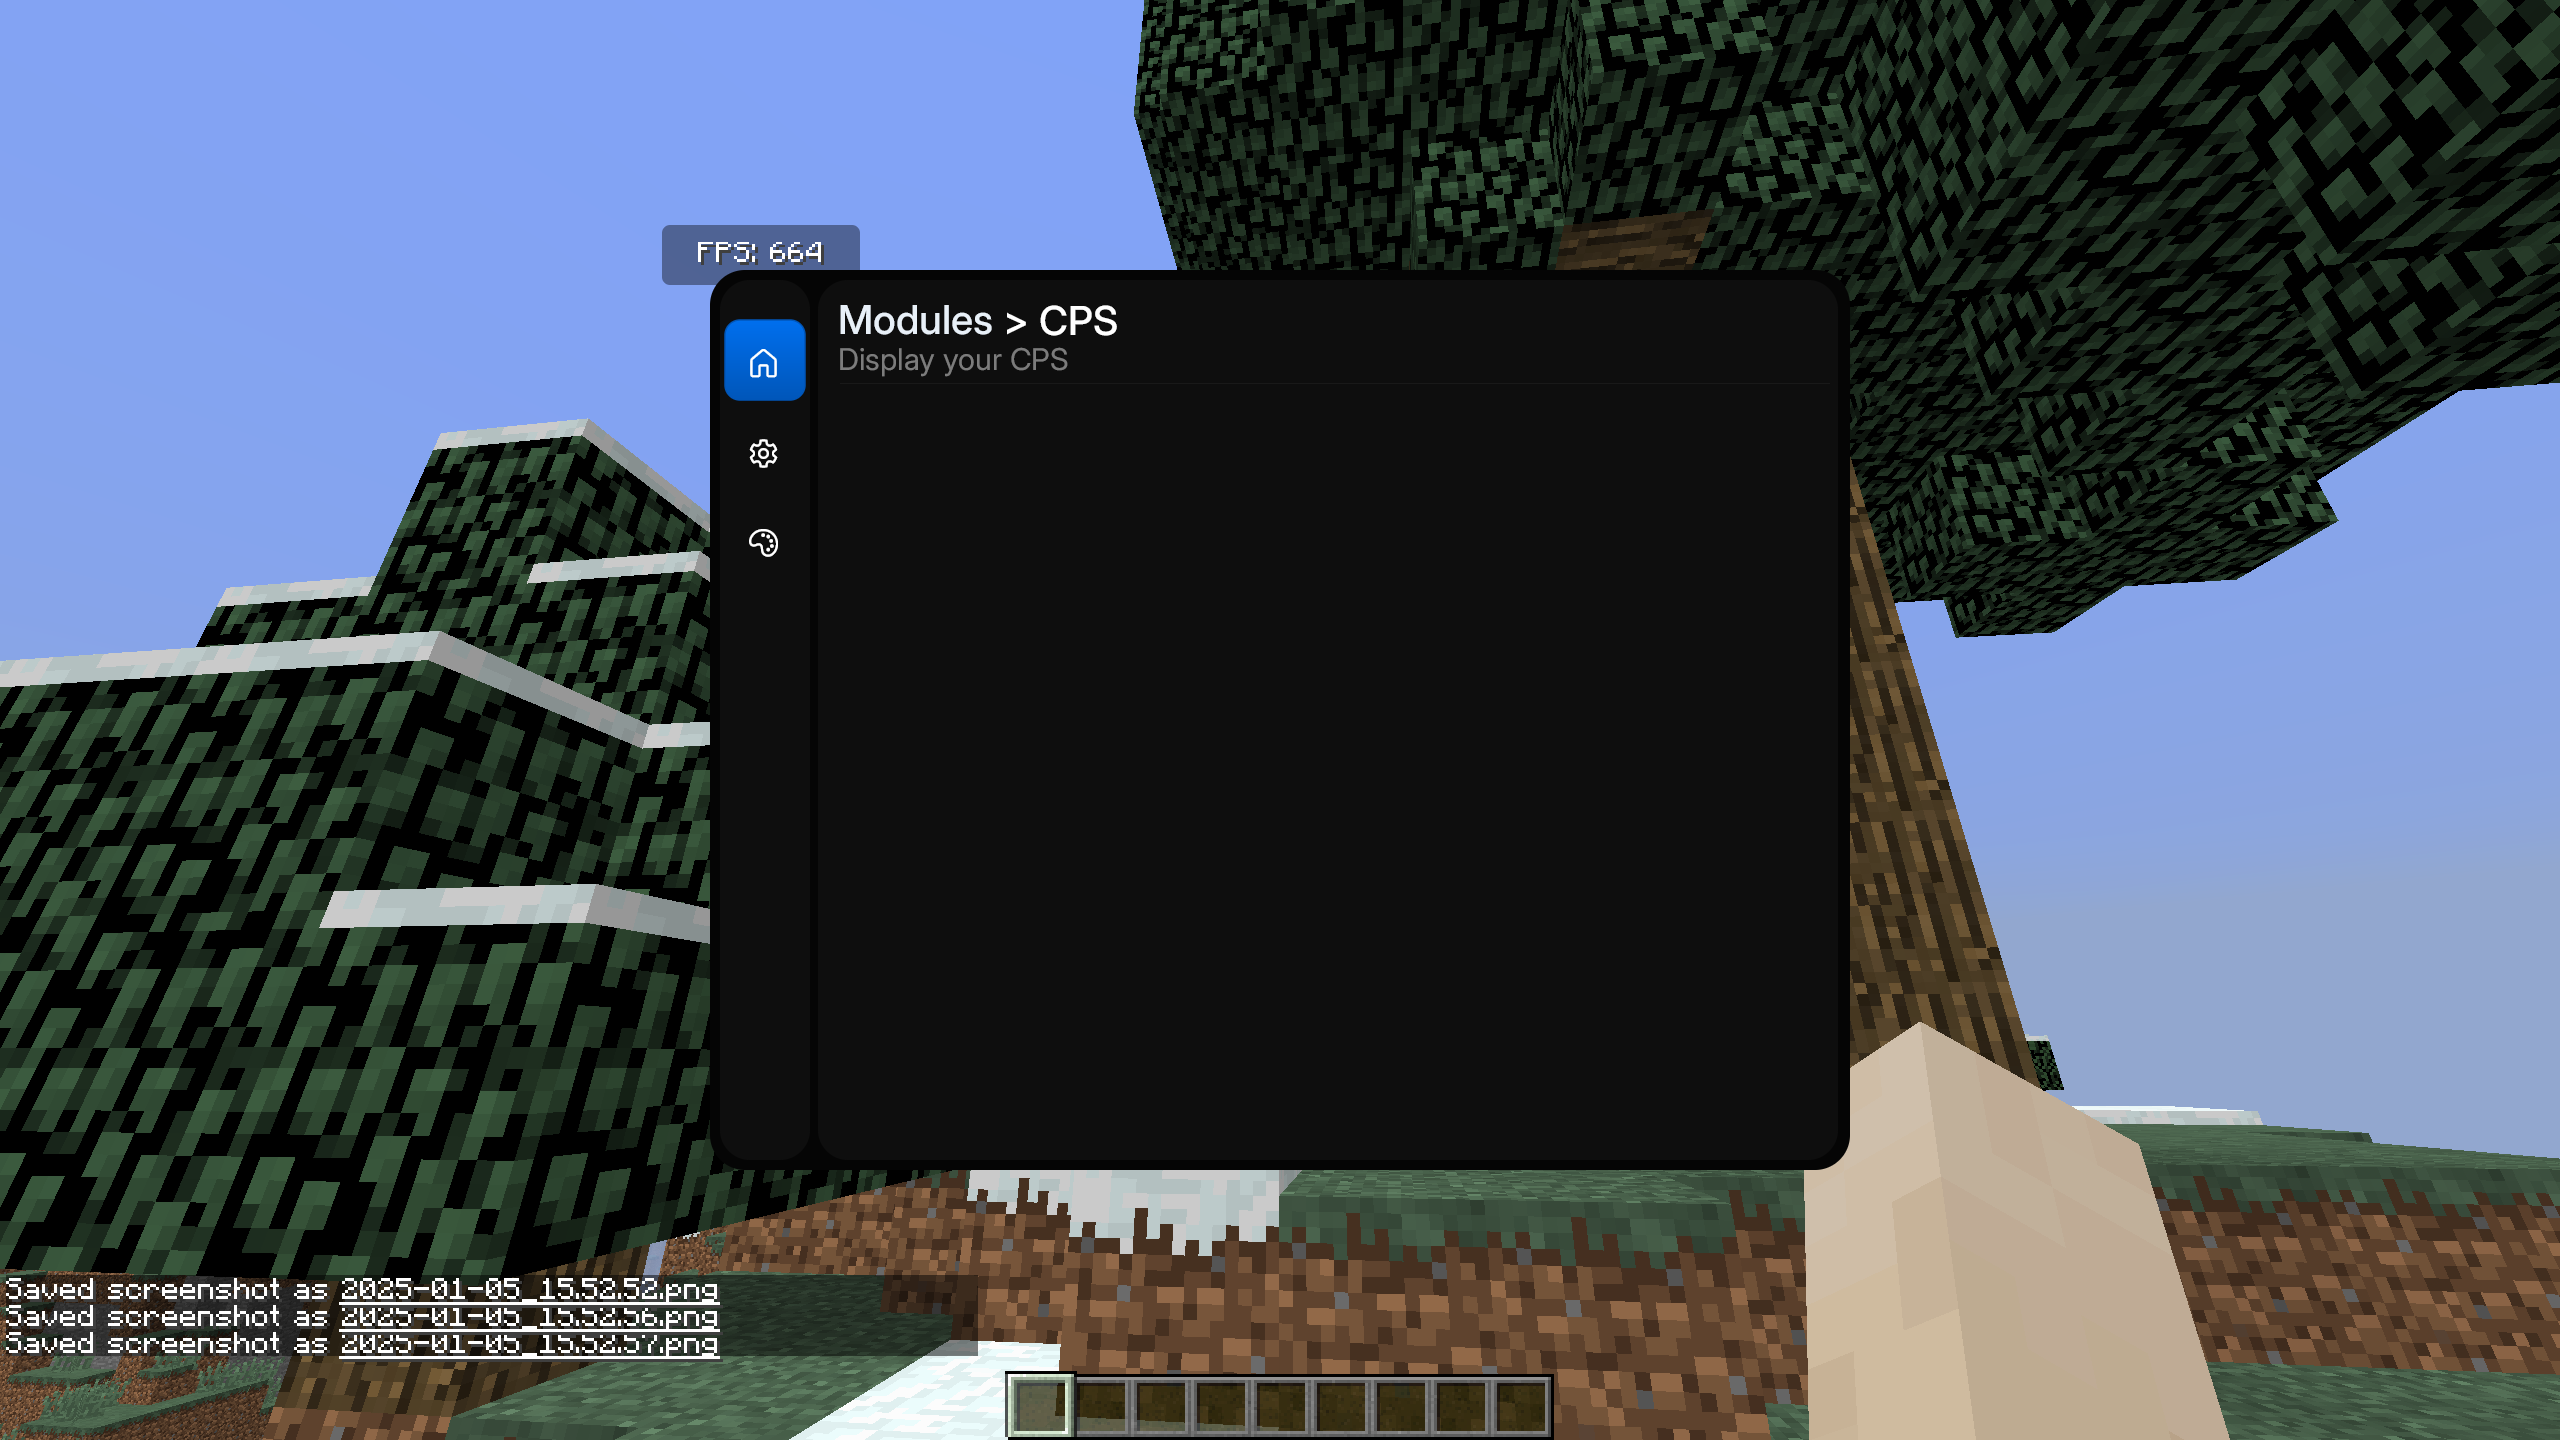 FPS: 664
Modules > CPS
Display your CPS
Saved screenshot as 2025-01-05_15.52.52.png
Saved screenshot as 2025-01-05_15.52.56.png
Saved screenshot as 2025-01-05_15.52.57.png